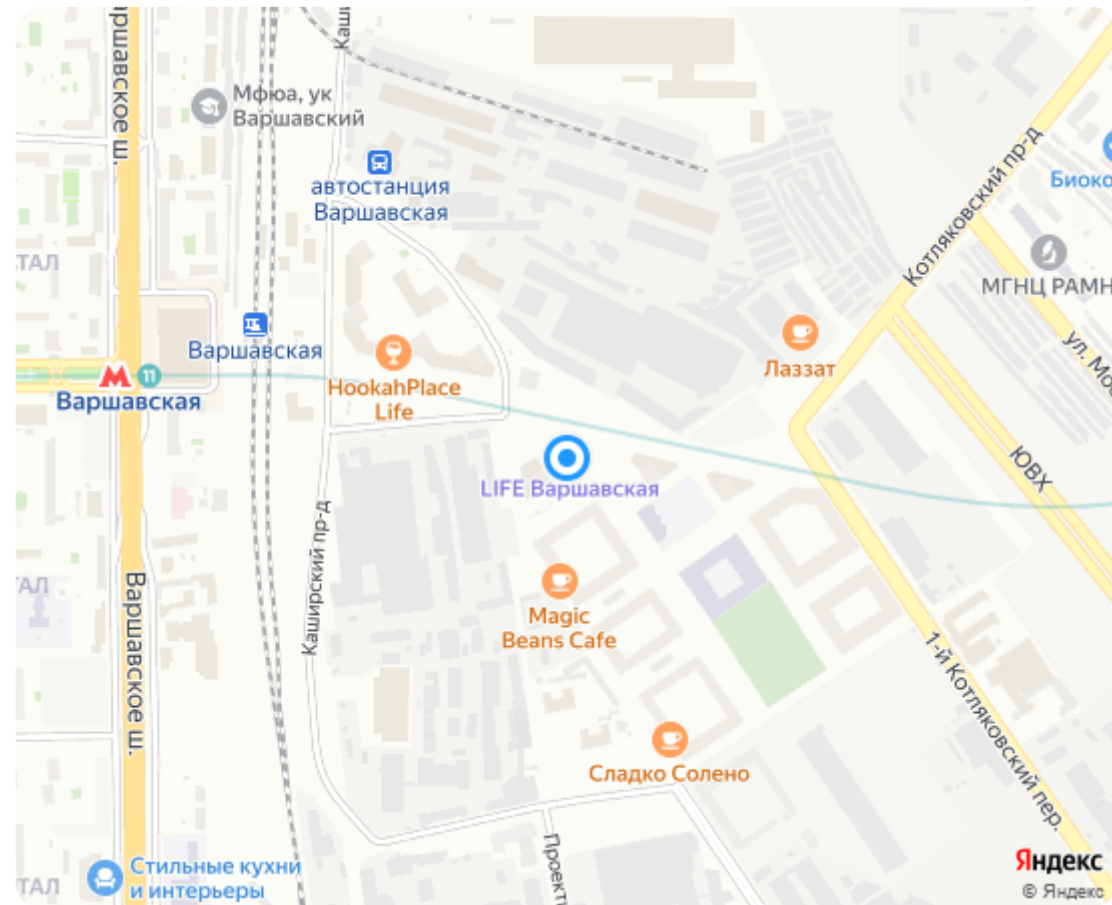 Варшавское ш.
Мфюа, ук
Варшавский
автостанция
Варшавская
Котляковский пр-д
МГНЦ РАМН
Варшавская
11
Варшавская
HookahPlace
Life
Лаззат
ЮВХ
LIFE Варшавская
Каширский пр-д
Magic
Beans Cafe
Варшавское ш.
1-й Котляковский пер.
Сладко Солено
Стильные кухни
и интерьеры
Яндекс
© Яндекс